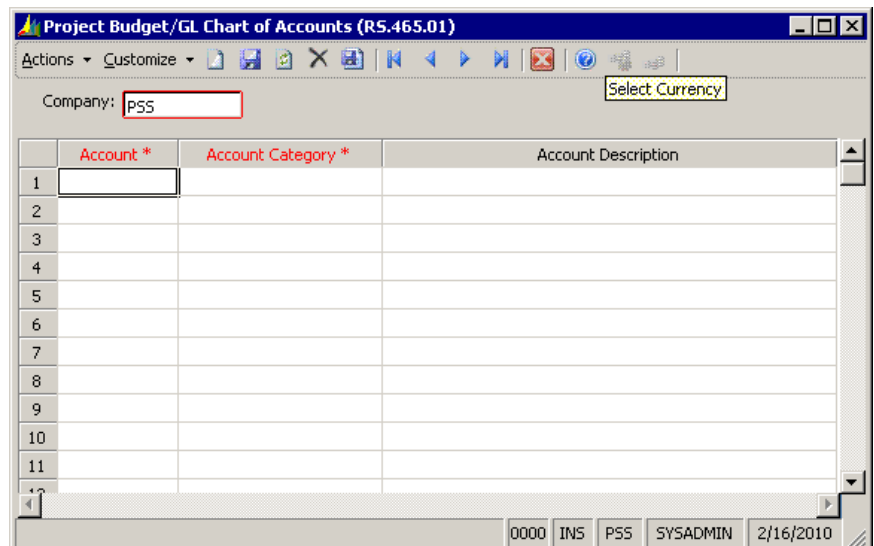 Project Budget/GL Chart of Accounts (RS.465.01)
Actions Customize
Select Currency
Company: PSS
Account * Account Category * Account Description
1
2
3
4
5
6
7
8
9
10
11
12
0000 INS PSS SYSADMIN 2/16/2010